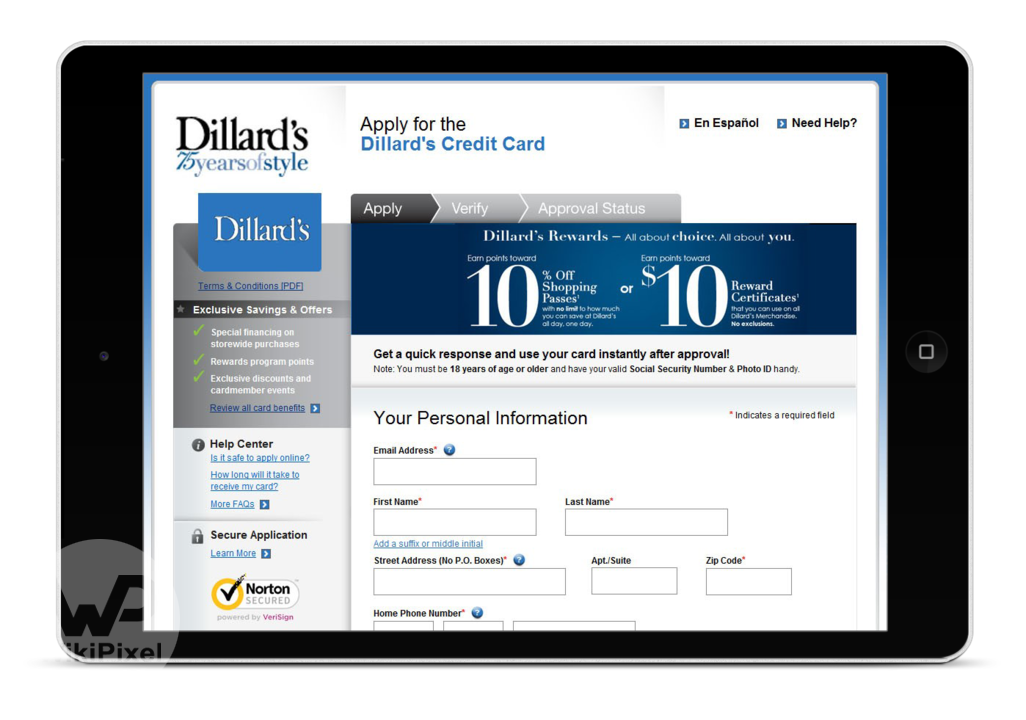 Dillard's
75yearsofstyle
Apply for the
Dillard's Credit Card
En Español
Need Help?
Dillard's
Terms & Conditions [PDF]
Exclusive Savings & Offers
Special financing on
storewide purchases
Rewards program points
Exclusive discounts and
cardmember events
Review all card benefits
Help Center
Is it safe to apply online?
How long will it take to
receive my card?
More FAQs
Secure Application
Learn More
Norton
SECURED
powered by VeriSign
Apply
Verify
Approval Status
Dillard's Rewards – All about choice. All about you.
Earn points toward
10% Off
Shopping
Passes¹
with no limit to how much
you can save at Dillard's
all day, one day.
or
Earn points toward
$10 Reward
Certificates¹
that you can use on all
Dillard's Merchandise.
No exclusions.
Get a quick response and use your card instantly after approval!
Note: You must be 18 years of age or older and have your valid Social Security Number & Photo ID handy.
Your Personal Information
* Indicates a required field
Email Address*
First Name*
Last Name*
Add a suffix or middle initial
Street Address (No P.O. Boxes)*
Apt./Suite
Zip Code*
Home Phone Number*
WP
ikiPixel